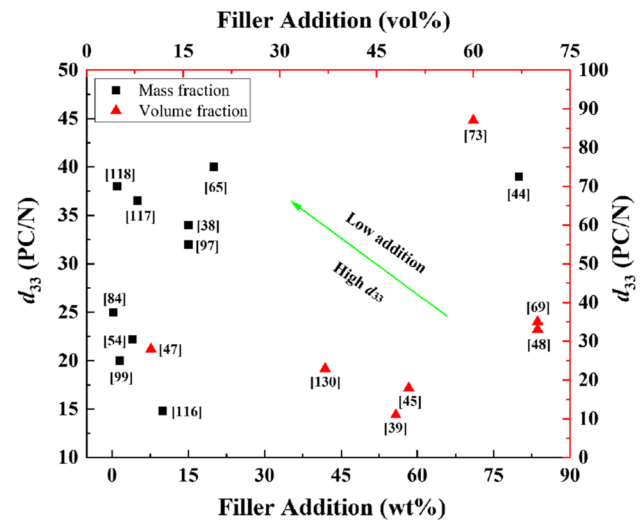 Filler Addition (vol%)
0 15 30 45 60 75
50 100
45 90
40 80
35 70
30 60
25 50
20 40
15 30
10 20
10
0
Mass fraction
Volume fraction
[73]
[118]
[65]
[44]
[117]
[38]
[97]
Low addition
High d33
[84]
[69]
[54]
[47]
[48]
[99]
[130]
[116]
[45]
[39]
d33 (PC/N)
d33 (PC/N)
0 15 30 45 60 75 90
Filler Addition (wt%)